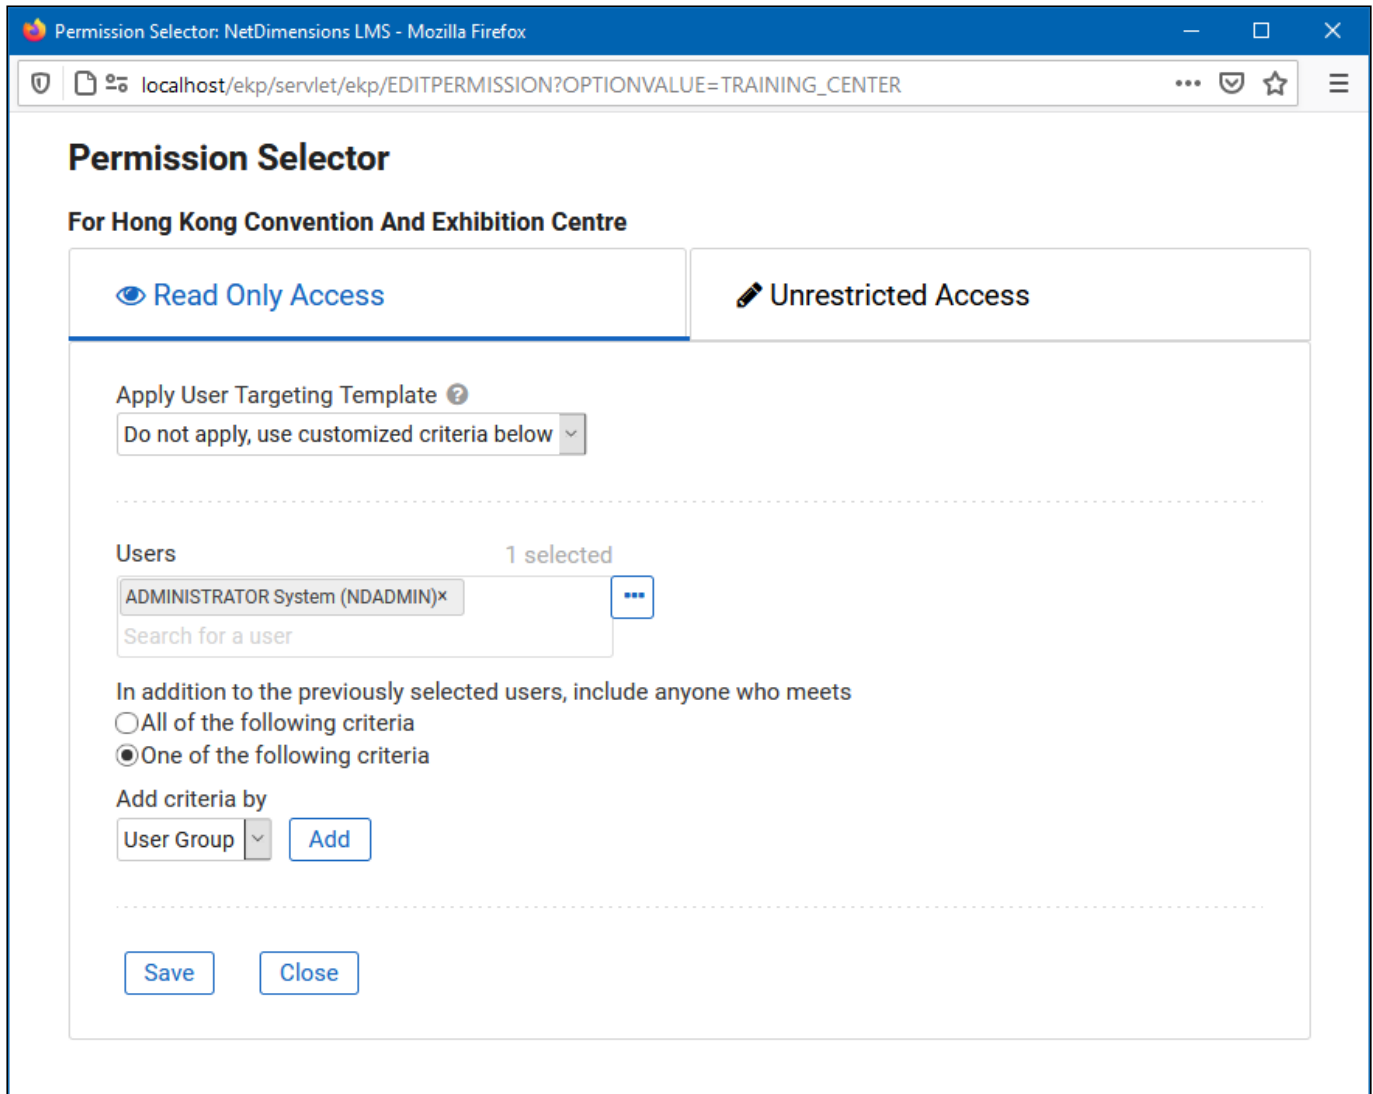 Permission Selector: NetDimensions LMS - Mozilla Firefox
localhost/ekp/servlet/ekp/EDITPERMISSION?OPTIONVALUE=TRAINING_CENTER
Permission Selector
For Hong Kong Convention And Exhibition Centre
Read Only Access
Unrestricted Access
Apply User Targeting Template ?
Do not apply, use customized criteria below
Users 1 selected
ADMINISTRATOR System (NDADMIN)×
Search for a user
In addition to the previously selected users, include anyone who meets
All of the following criteria
One of the following criteria
Add criteria by
User Group Add
Save Close